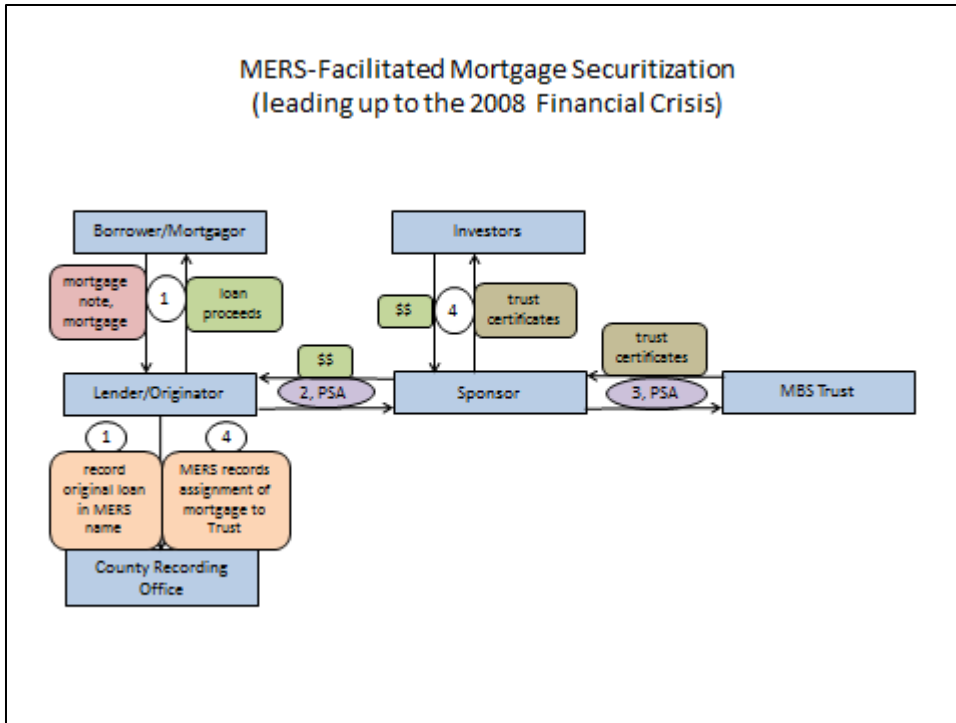 MERS-Facilitated Mortgage Securitization
(leading up to the 2008 Financial Crisis)
Borrower/Mortgagor
Investors
mortgage
note,
mortgage
1
loan
proceeds
$$
4
trust
certificates
$$
trust
certificates
Lender/Originator
2, PSA
Sponsor
3, PSA
MBS Trust
1
4
record
original loan
in MERS
name
MERS records
assignment of
mortgage to
Trust
County Recording
Office